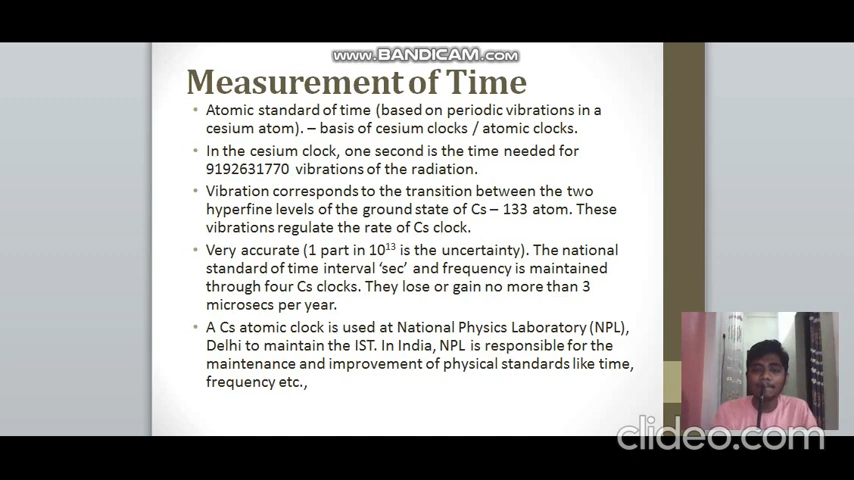 www.BANDICAM.com
Measurement of Time
• Atomic standard of time (based on periodic vibrations in a
cesium atom). – basis of cesium clocks / atomic clocks.
• In the cesium clock, one second is the time needed for
9192631770 vibrations of the radiation.
• Vibration corresponds to the transition between the two
hyperfine levels of the ground state of Cs – 133 atom. These
vibrations regulate the rate of Cs clock.
• Very accurate (1 part in 10¹³ is the uncertainty). The national
standard of time interval ‘sec’ and frequency is maintained
through four Cs clocks. They lose or gain no more than 3
microsecs per year.
• A Cs atomic clock is used at National Physics Laboratory (NPL),
Delhi to maintain the IST. In India, NPL is responsible for the
maintenance and improvement of physical standards like time,
frequency etc.,
clideo.com